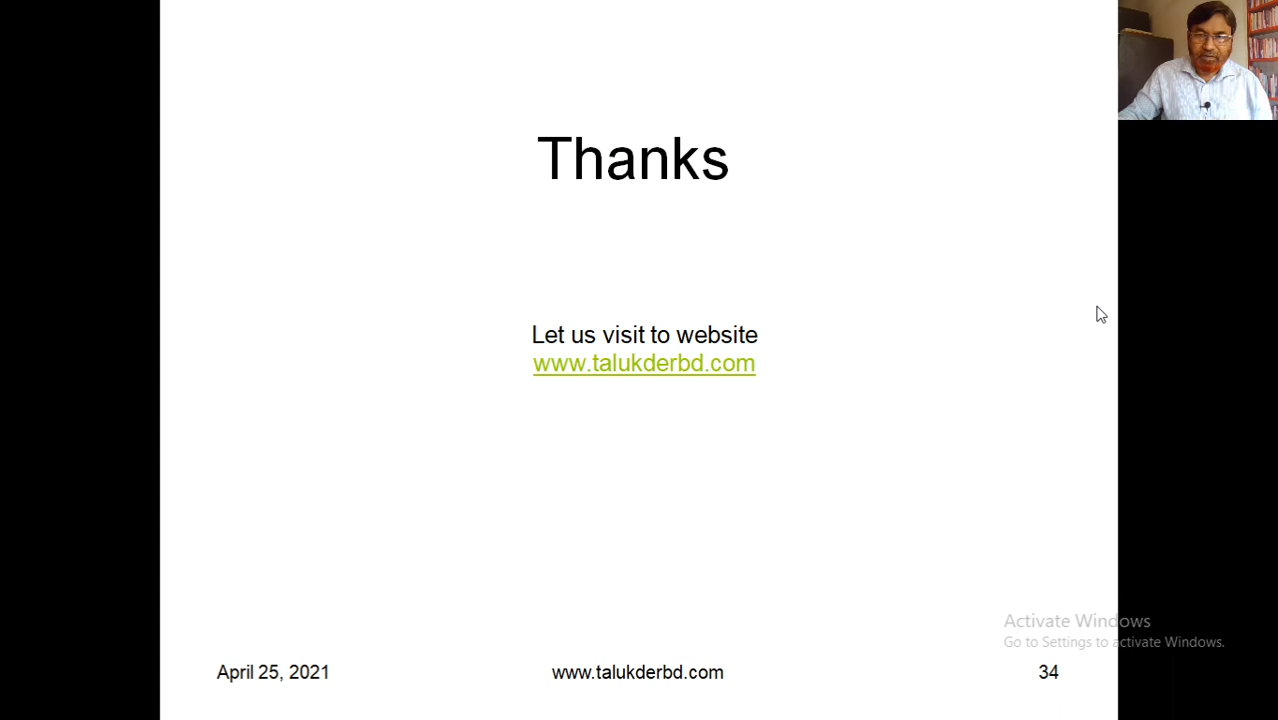 Thanks
Let us visit to website
www.talukderbd.com
Activate Windows
Go to Settings to activate Windows.
April 25, 2021
www.talukderbd.com
34